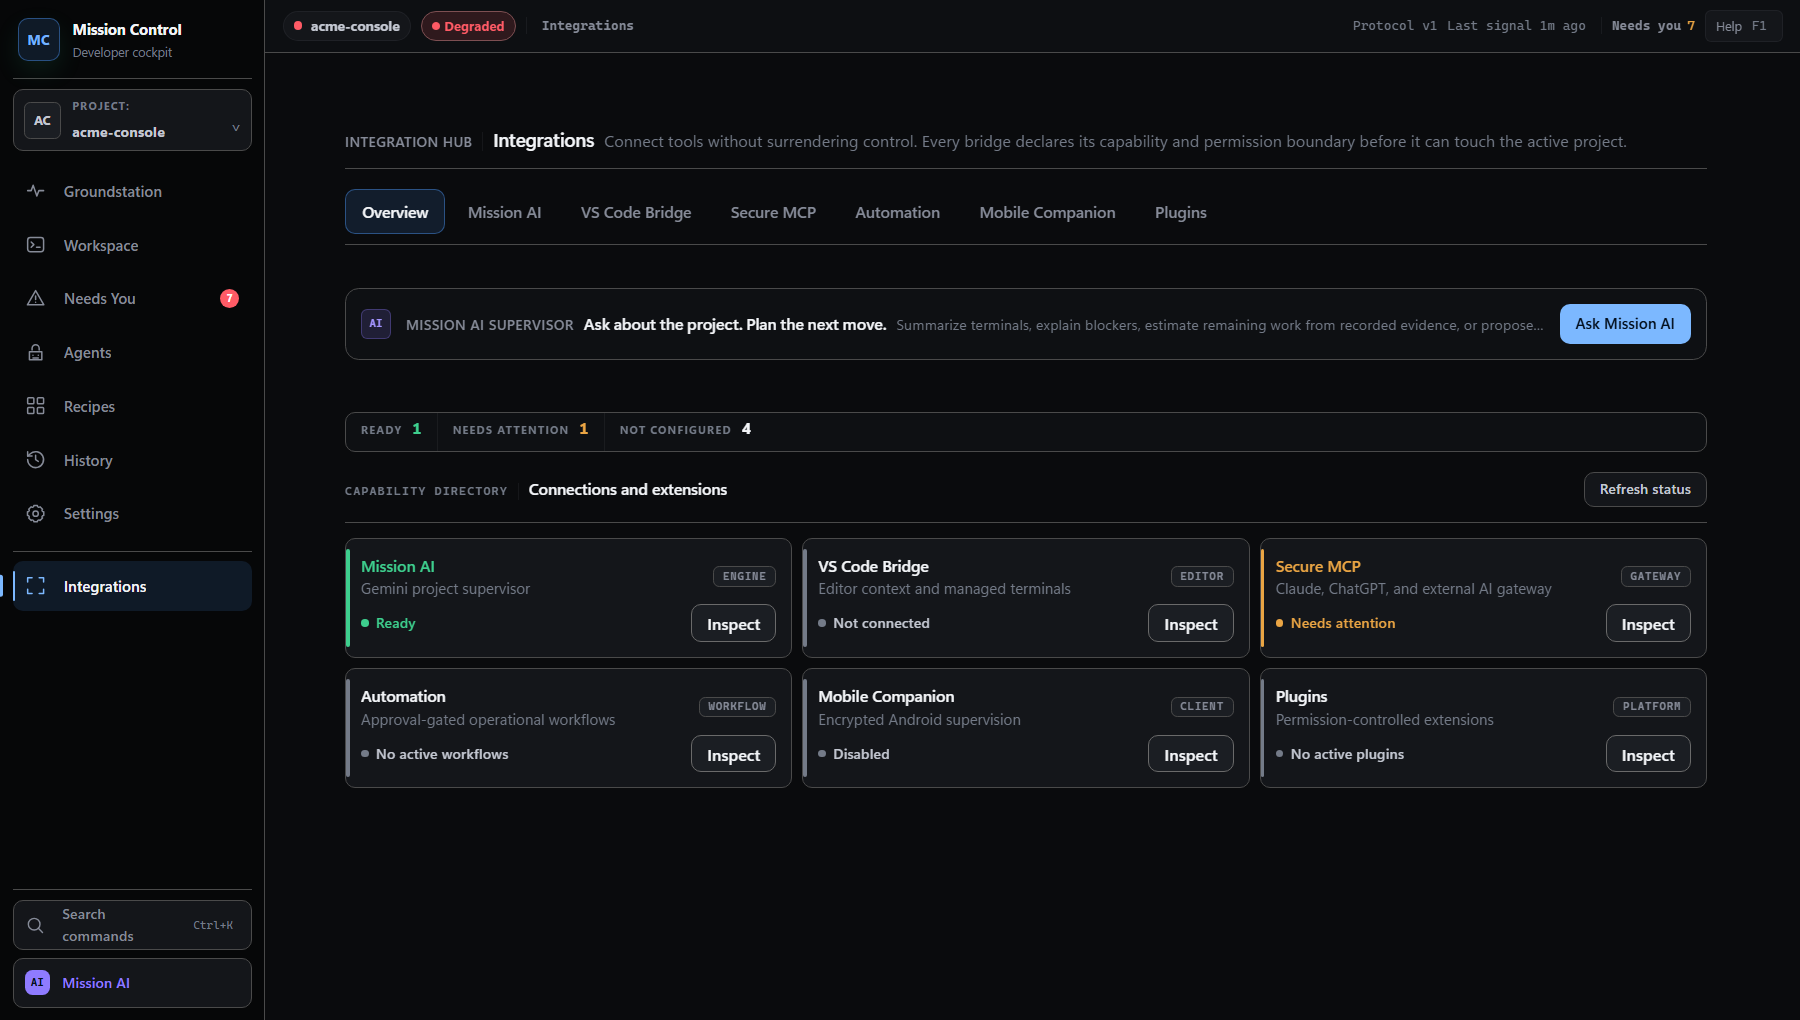 MC
Mission Control
Developer cockpit
AC
PROJECT:
acme-console
v
Groundstation
Workspace
Needs You 7
Agents
Recipes
History
Settings
Integrations
Search commands Ctrl+K
AI Mission AI
acme-console Degraded Integrations Protocol v1 Last signal 1m ago Needs you 7 Help F1
INTEGRATION HUB Integrations Connect tools without surrendering control. Every bridge declares its capability and permission boundary before it can touch the active project.
Overview Mission AI VS Code Bridge Secure MCP Automation Mobile Companion Plugins
AI MISSION AI SUPERVISOR Ask about the project. Plan the next move. Summarize terminals, explain blockers, estimate remaining work from recorded evidence, or propose... Ask Mission AI
READY 1 NEEDS ATTENTION 1 NOT CONFIGURED 4
CAPABILITY DIRECTORY Connections and extensions Refresh status
Mission AI
Gemini project supervisor
ENGINE
Ready
Inspect
VS Code Bridge
Editor context and managed terminals
EDITOR
Not connected
Inspect
Secure MCP
Claude, ChatGPT, and external AI gateway
GATEWAY
Needs attention
Inspect
Automation
Approval-gated operational workflows
WORKFLOW
No active workflows
Inspect
Mobile Companion
Encrypted Android supervision
CLIENT
Disabled
Inspect
Plugins
Permission-controlled extensions
PLATFORM
No active plugins
Inspect